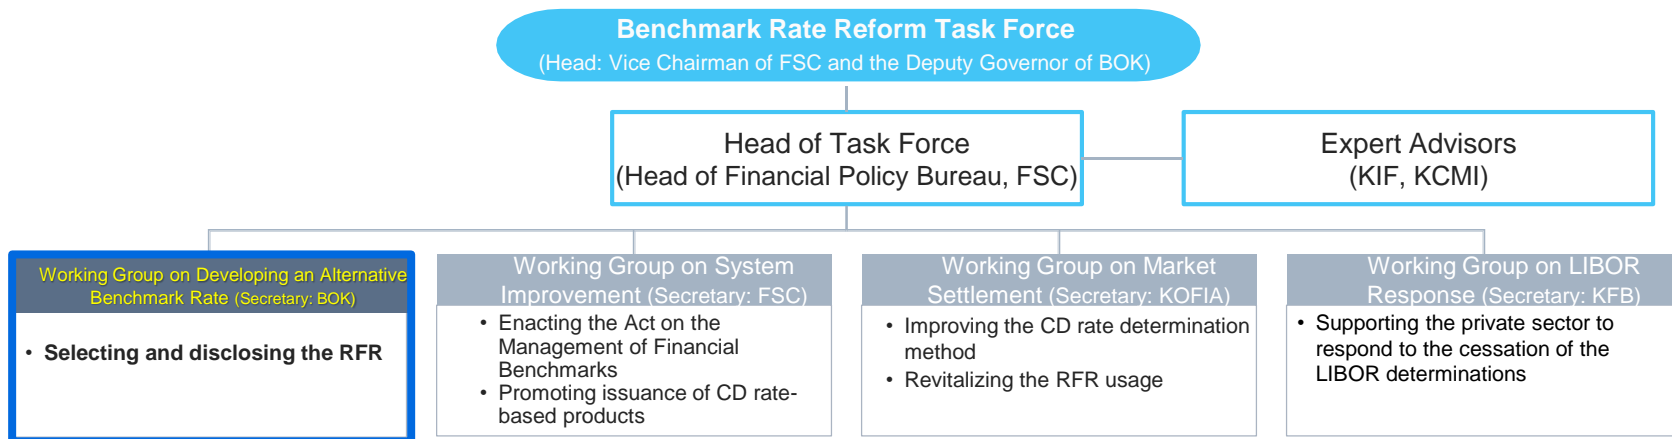 Benchmark Rate Reform Task Force
(Head: Vice Chairman of FSC and the Deputy Governor of BOK)
Head of Task Force
(Head of Financial Policy Bureau, FSC)
Expert Advisors
(KIF, KCMI)
Working Group on Developing an Alternative
Benchmark Rate (Secretary: BOK)
• Selecting and disclosing the RFR
Working Group on System
Improvement (Secretary: FSC)
• Enacting the Act on the
Management of Financial
Benchmarks
• Promoting issuance of CD rate-
based products
Working Group on Market
Settlement (Secretary: KOFIA)
• Improving the CD rate determination
method
• Revitalizing the RFR usage
Working Group on LIBOR
Response (Secretary: KFB)
• Supporting the private sector to
respond to the cessation of the
LIBOR determinations